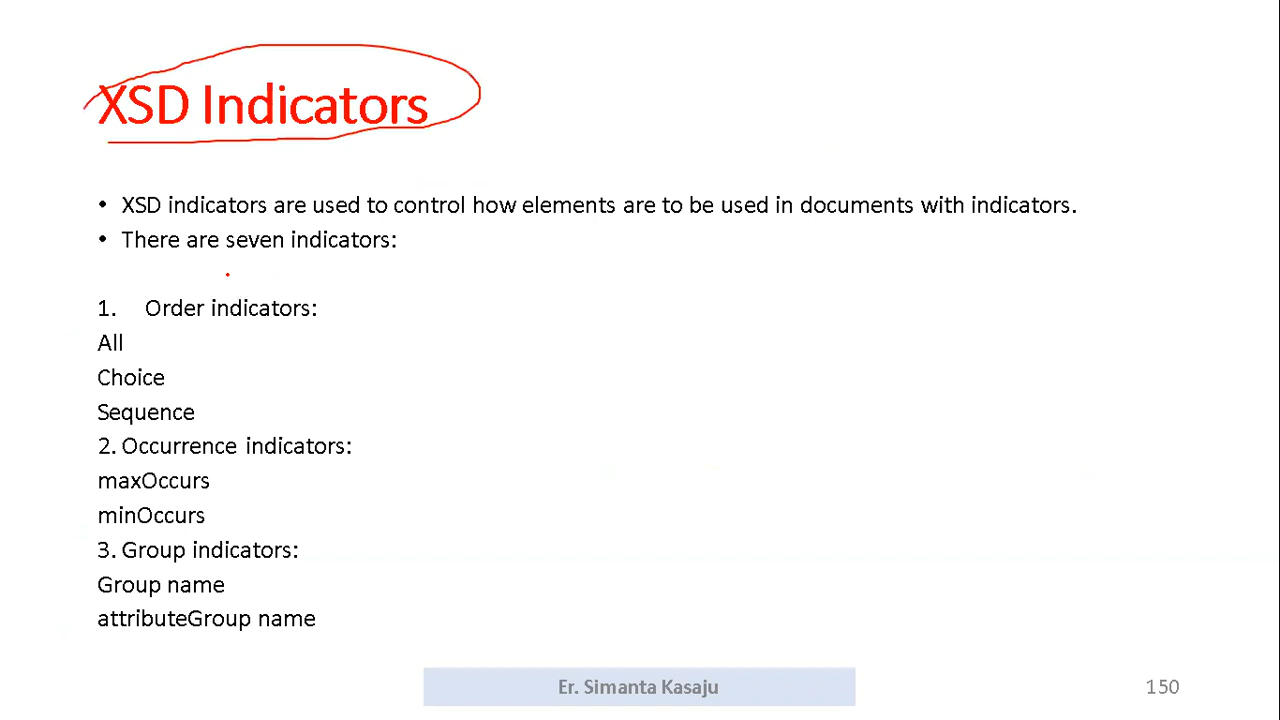 XSD Indicators
• XSD indicators are used to control how elements are to be used in documents with indicators.
• There are seven indicators:
1. Order indicators:
All
Choice
Sequence
2. Occurrence indicators:
maxOccurs
minOccurs
3. Group indicators:
Group name
attributeGroup name
Er. Simanta Kasaju
150